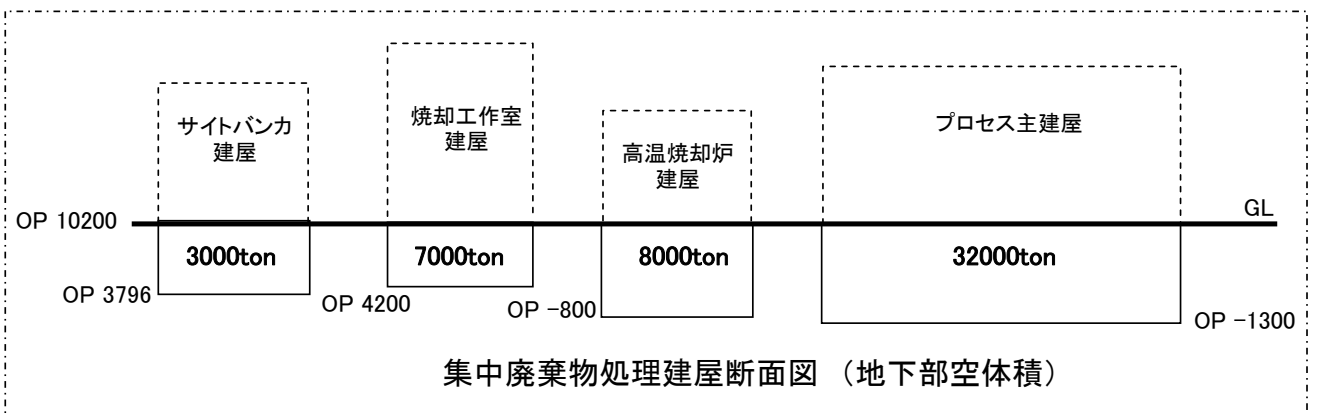 サイトバンカ
建屋
焼却工作室
建屋
高温焼却炉
建屋
プロセス主建屋
OP 10200
GL
3000ton
7000ton
8000ton
32000ton
OP 3796
OP 4200
OP -800
OP -1300
集中廃棄物処理建屋断面図 （地下部空体積）